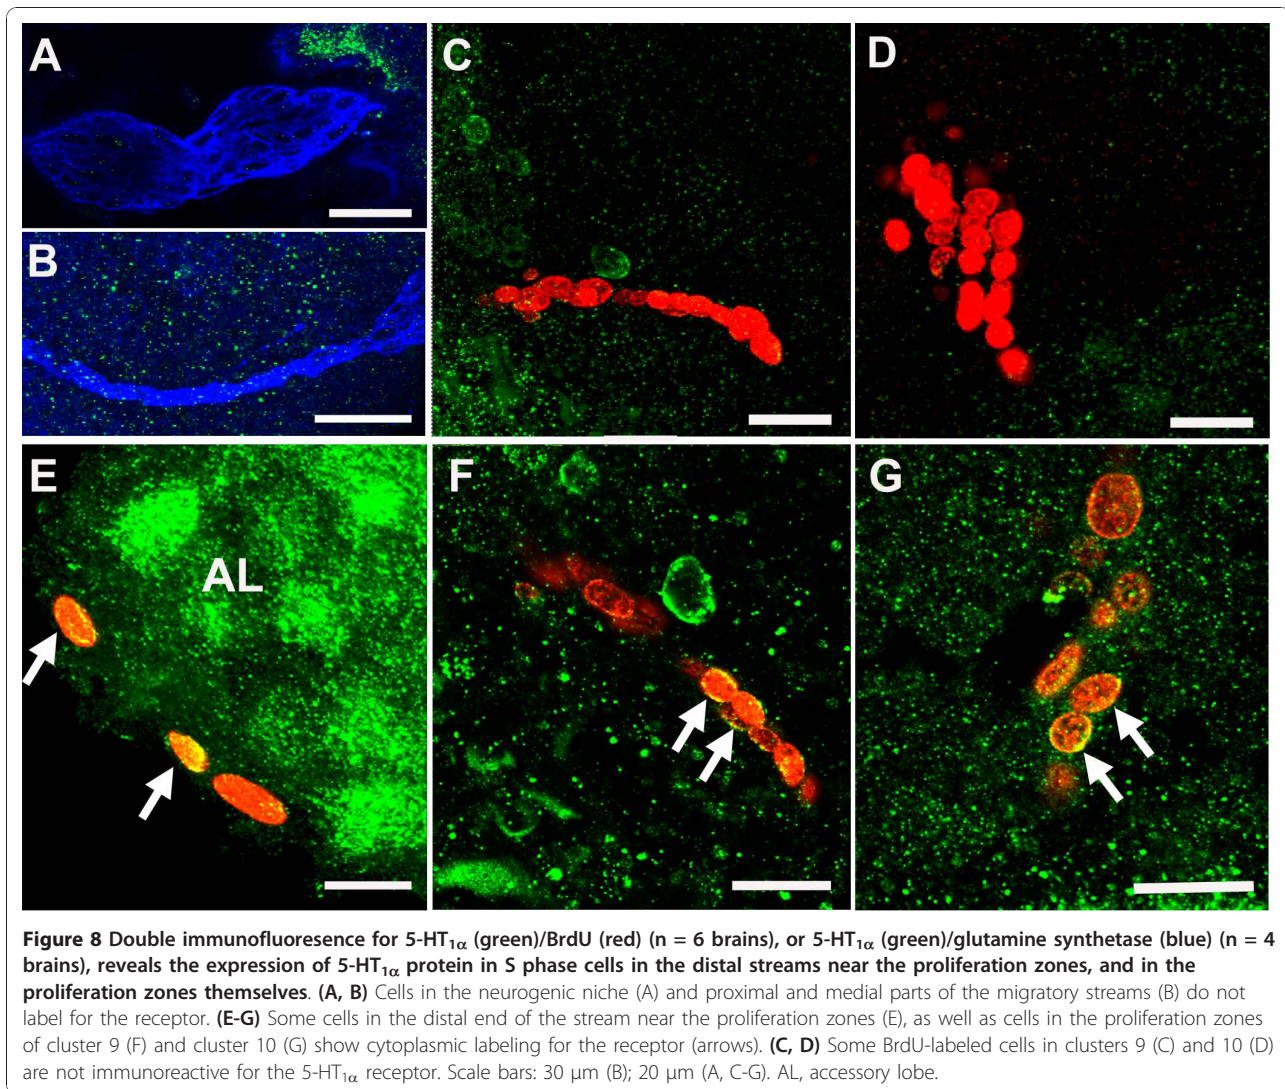 A
B
C
D
E
AL
F
G
Figure 8 Double immunofluoresence for 5-HT1α (green)/BrdU (red) (n = 6 brains), or 5-HT1α (green)/glutamine synthetase (blue) (n = 4
brains), reveals the expression of 5-HT1α protein in S phase cells in the distal streams near the proliferation zones, and in the
proliferation zones themselves. (A, B) Cells in the neurogenic niche (A) and proximal and medial parts of the migratory streams (B) do not
label for the receptor. (E-G) Some cells in the distal end of the stream near the proliferation zones (E), as well as cells in the proliferation zones
of cluster 9 (F) and cluster 10 (G) show cytoplasmic labeling for the receptor (arrows). (C, D) Some BrdU-labeled cells in clusters 9 (C) and 10 (D)
are not immunoreactive for the 5-HT1α receptor. Scale bars: 30 μm (B); 20 μm (A, C-G). AL, accessory lobe.